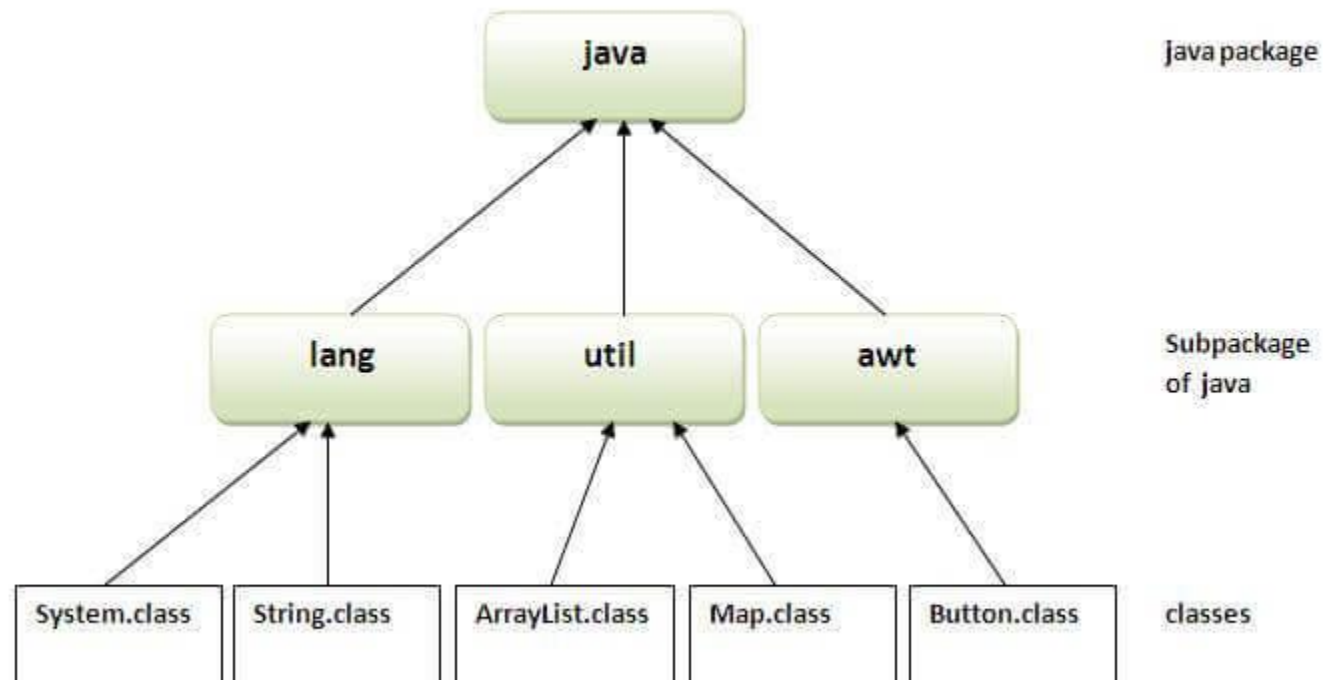 java
java package
lang
util
awt
Subpackage
of java
System.class
String.class
ArrayList.class
Map.class
Button.class
classes